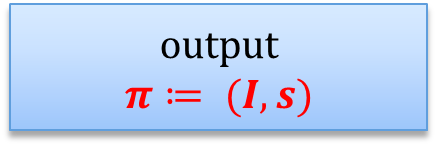 output
π ≔ (I, s)